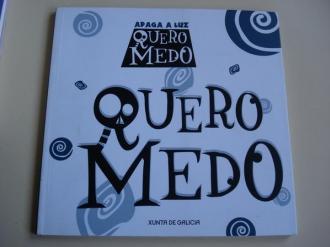 APAGA A LUZ
QUERO
MEDO
QUERO
MEDO
XUNTA DE GALICIA